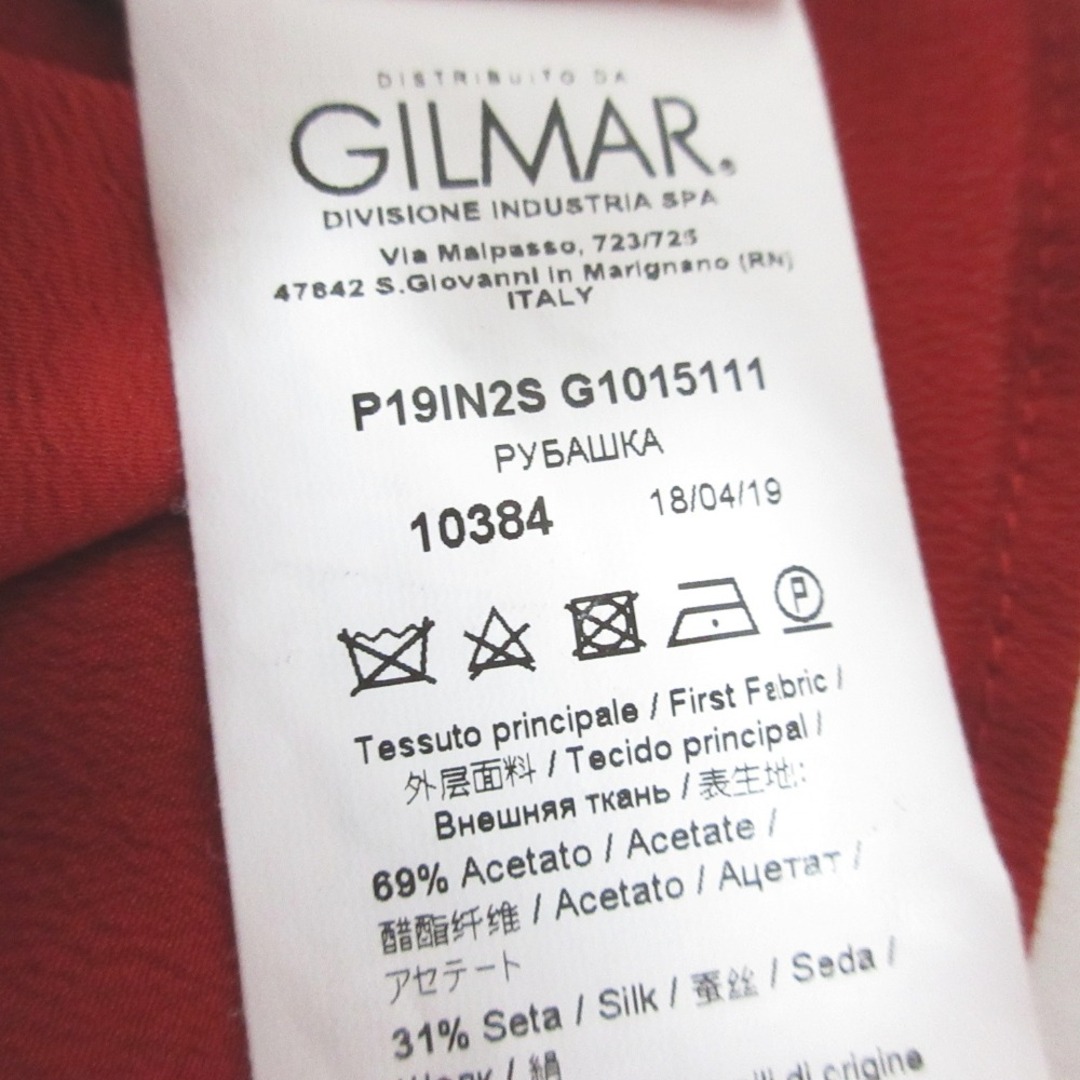 DISTRIBUITO DA
GILMAR.
DIVISIONE INDUSTRIA SPA
Via Malpasso, 723/725
47842 S.Giovanni in Marignano (RN)
ITALY
P19IN2S G1015111
РУБАШКА
10384 18/04/19
P
Tessuto principale / First Fabric /
外层面料 / Tecido principal /
Внешняя ткань / 表生地:
69% Acetato / Acetate /
醋酯纤维 / Acetato / Ацетат /
アセテート
31% Seta / Silk / 蚕丝 / Seda /
/ 絹
di origine